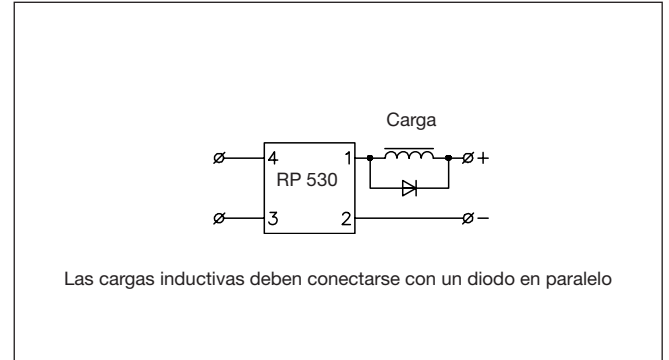 Carga
4 1 +
RP 530
3 2 −
Las cargas inductivas deben conectarse con un diodo en paralelo